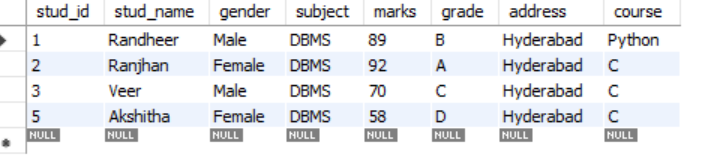 stud_id stud_name gender subject marks grade address course
1 Randheer Male DBMS 89 B Hyderabad Python
2 Ranjhan Female DBMS 92 A Hyderabad C
3 Veer Male DBMS 70 C Hyderabad C
5 Akshitha Female DBMS 58 D Hyderabad C
NULL NULL NULL NULL NULL NULL NULL NULL